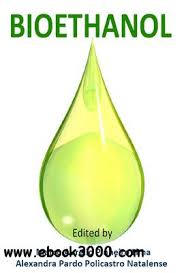 BIOETHANOL
Edited by
www.ebook3000.com
Alexandra Pardo Policastro Natalense